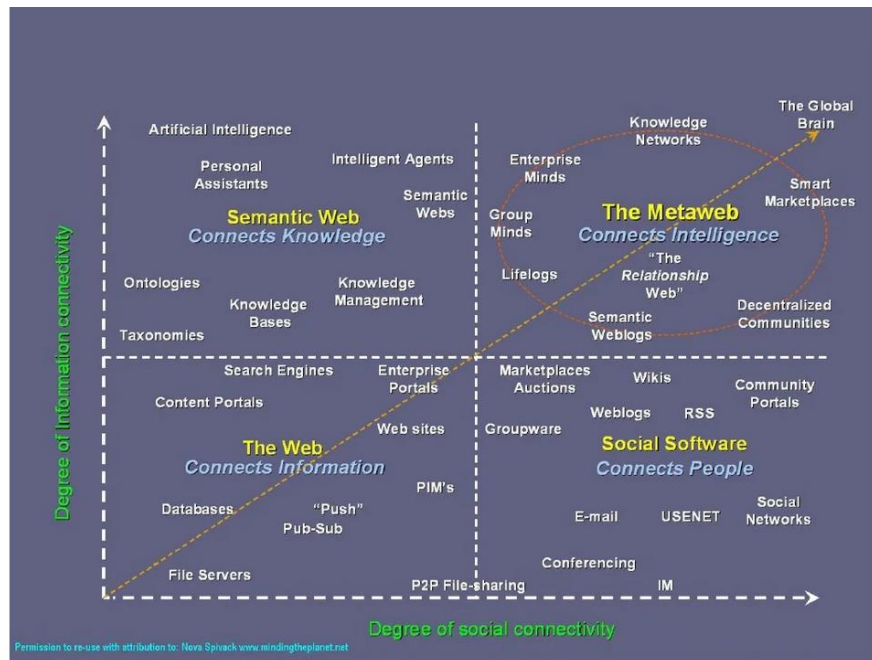 The Global
Brain
Knowledge
Networks
Artificial Intelligence
Intelligent Agents
Enterprise
Minds
Personal
Assistants
Smart
Marketplaces
Semantic
Webs
Semantic Web
Connects Knowledge
Group
Minds
The Metaweb
Connects Intelligence
"The
Relationship
Web"
Lifelogs
Ontologies
Knowledge
Management
Knowledge
Bases
Decentralized
Communities
Semantic
Weblogs
Taxonomies
Degree of Information connectivity
Search Engines
Enterprise
Portals
Marketplaces
Auctions
Wikis
Community
Portals
Content Portals
Weblogs
RSS
Web sites
Groupware
The Web
Connects Information
Social Software
Connects People
PIM's
Databases
"Push"
Pub-Sub
E-mail
USENET
Social
Networks
Conferencing
File Servers
P2P File-sharing
IM
Degree of social connectivity
Permission to re-use with attribution to: Nova Spivack www.mindingtheplanet.net